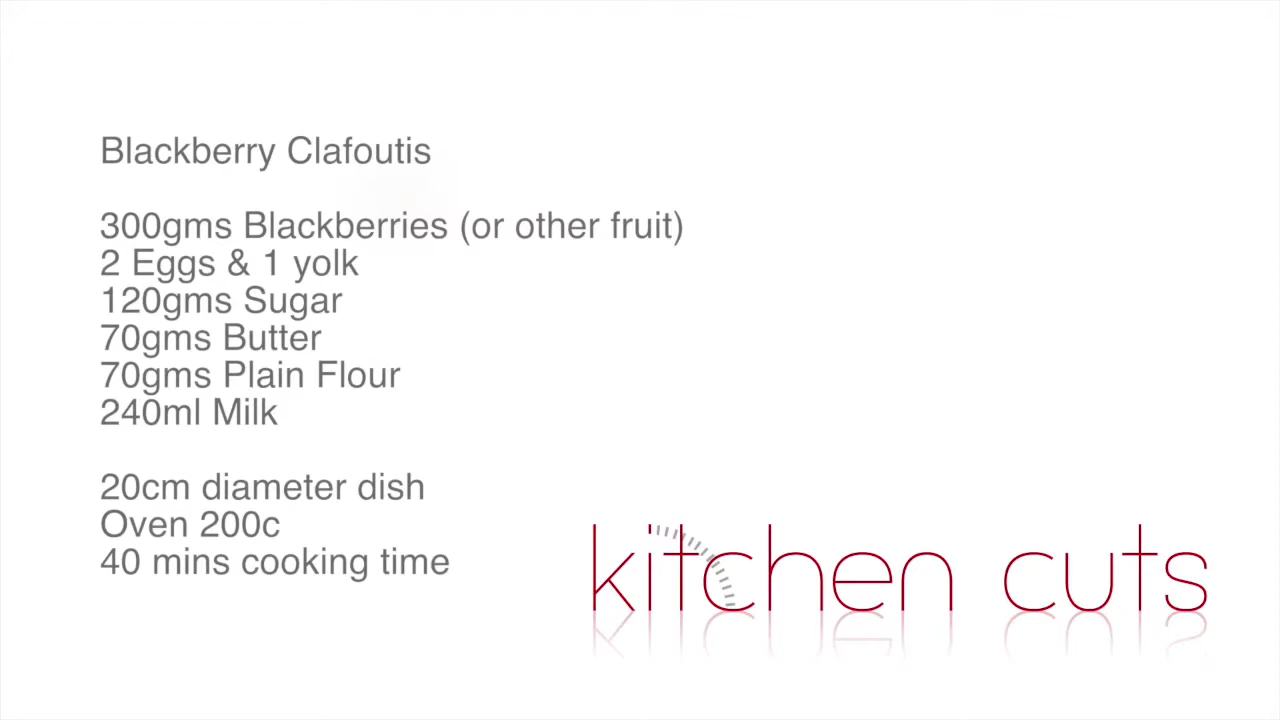 Blackberry Clafoutis
300gms Blackberries (or other fruit)
2 Eggs & 1 yolk
120gms Sugar
70gms Butter
70gms Plain Flour
240ml Milk
20cm diameter dish
Oven 200c
40 mins cooking time
kitchen cuts